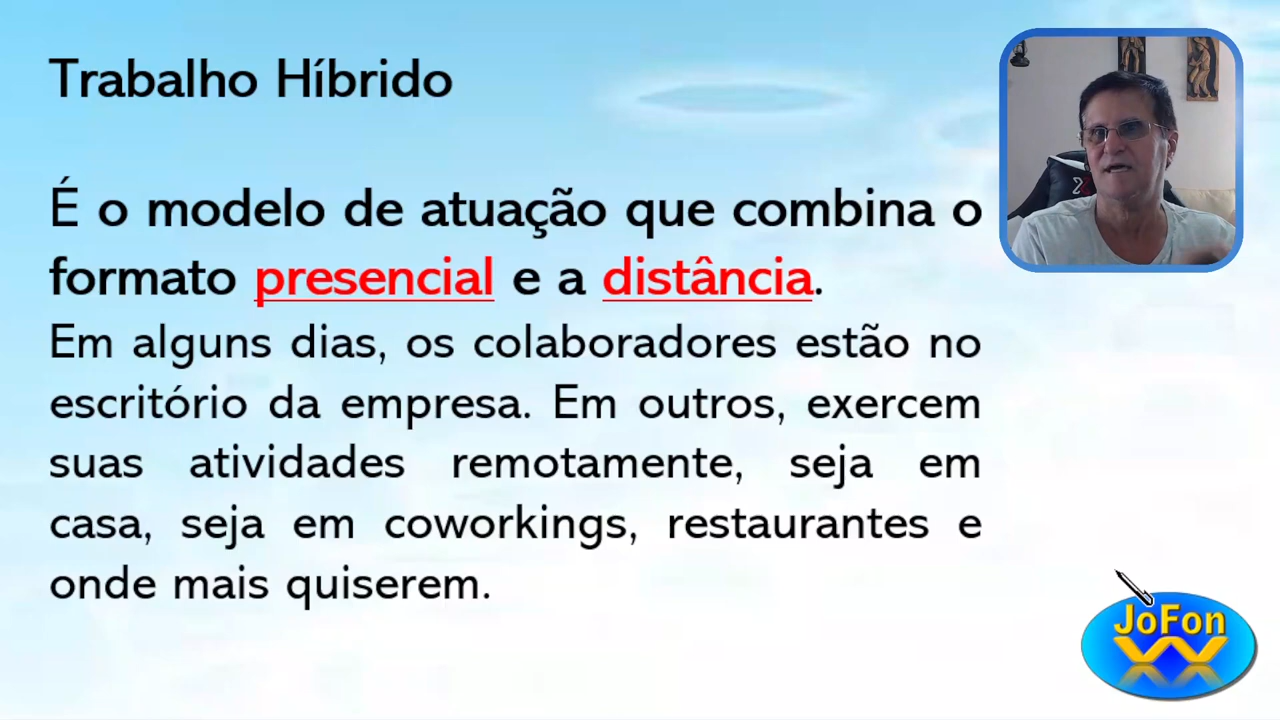 Trabalho Híbrido
É o modelo de atuação que combina o
formato presencial e a distância.
Em alguns dias, os colaboradores estão no
escritório da empresa. Em outros, exercem
suas atividades remotamente, seja em
casa, seja em coworkings, restaurantes e
onde mais quiserem.
JoFon